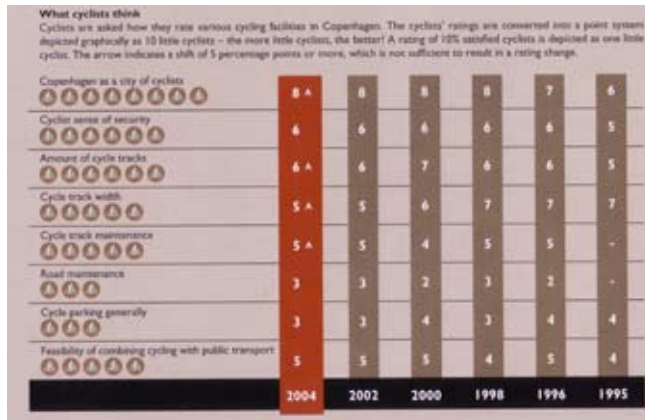 What cyclists think
Cyclists are asked how they rate various cycling facilities in Copenhagen. The cyclists' ratings are converted into a point system
depicted graphically as 10 little cyclists – the more little cyclists, the better! A rating of 10% satisfied cyclists is depicted as one little
cyclist. The arrow indicates a shift of 5 percentage points or more, which is not sufficient to result in a rating change.
Copenhagen as a city of cyclists
8 ^ 8 8 8 7 6
Cyclist sense of security
6 6 6 6 6 5
Amount of cycle tracks
6 ^ 6 7 6 6 5
Cycle track width
5 ^ 5 6 7 7 7
Cycle track maintenance
5 ^ 5 4 5 5 -
Road maintenance
3 3 2 3 2 -
Cycle parking generally
3 3 4 3 4 4
Feasibility of combining cycling with public transport
5 5 5 4 5 4
2004 2002 2000 1998 1996 1995